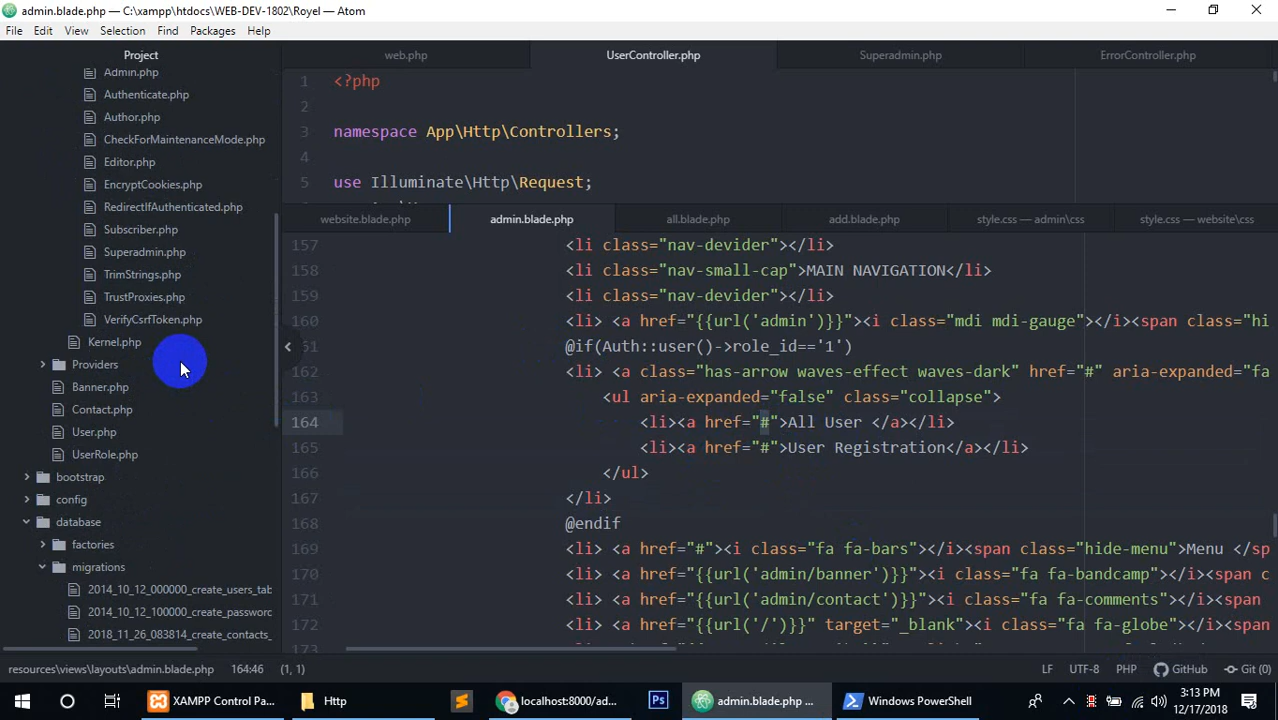 admin.blade.php — C:\xampp\htdocs\WEB-DEV-1802\Royel — Atom
File Edit View Selection Find Packages Help
Project
Admin.php
Authenticate.php
Author.php
CheckForMaintenanceMode.php
Editor.php
EncryptCookies.php
RedirectIfAuthenticated.php
Subscriber.php
Superadmin.php
TrimStrings.php
TrustProxies.php
VerifyCsrfToken.php
Kernel.php
Providers
Banner.php
Contact.php
User.php
UserRole.php
bootstrap
config
database
factories
migrations
2014_10_12_000000_create_users_tab
2014_10_12_100000_create_password
2018_11_26_083814_create_contacts_
web.php UserController.php Superadmin.php ErrorController.php
1 <?php
2
3 namespace App\Http\Controllers;
4
5 use Illuminate\Http\Request;
website.blade.php admin.blade.php all.blade.php add.blade.php style.css — admin\css style.css — website\css
157 <li class="nav-devider"></li>
158 <li class="nav-small-cap">MAIN NAVIGATION</li>
159 <li class="nav-devider"></li>
160 <li> <a href="{{url('admin')}}"><i class="mdi mdi-gauge"></i><span class="hi
161 @if(Auth::user()->role_id=='1')
162 <li> <a class="has-arrow waves-effect waves-dark" href="#" aria-expanded="fa
163 <ul aria-expanded="false" class="collapse">
164 <li><a href="#">All User </a></li>
165 <li><a href="#">User Registration</a></li>
166 </ul>
167 </li>
168 @endif
169 <li> <a href="#"><i class="fa fa-bars"></i><span class="hide-menu">Menu </sp
170 <li> <a href="{{url('admin/banner')}}"><i class="fa fa-bandcamp"></i><span c
171 <li> <a href="{{url('admin/contact')}}"><i class="fa fa-comments"></i><span
172 <li> <a href="{{url('/')}}" target="_blank"><i class="fa fa-globe"></i><span
173
resources\views\layouts\admin.blade.php 164:46 (1, 1) LF UTF-8 PHP GitHub Git (0)
XAMPP Control Pa... Http localhost:8000/ad... Ps admin.blade.php ... Windows PowerShell 3:13 PM
12/17/2018